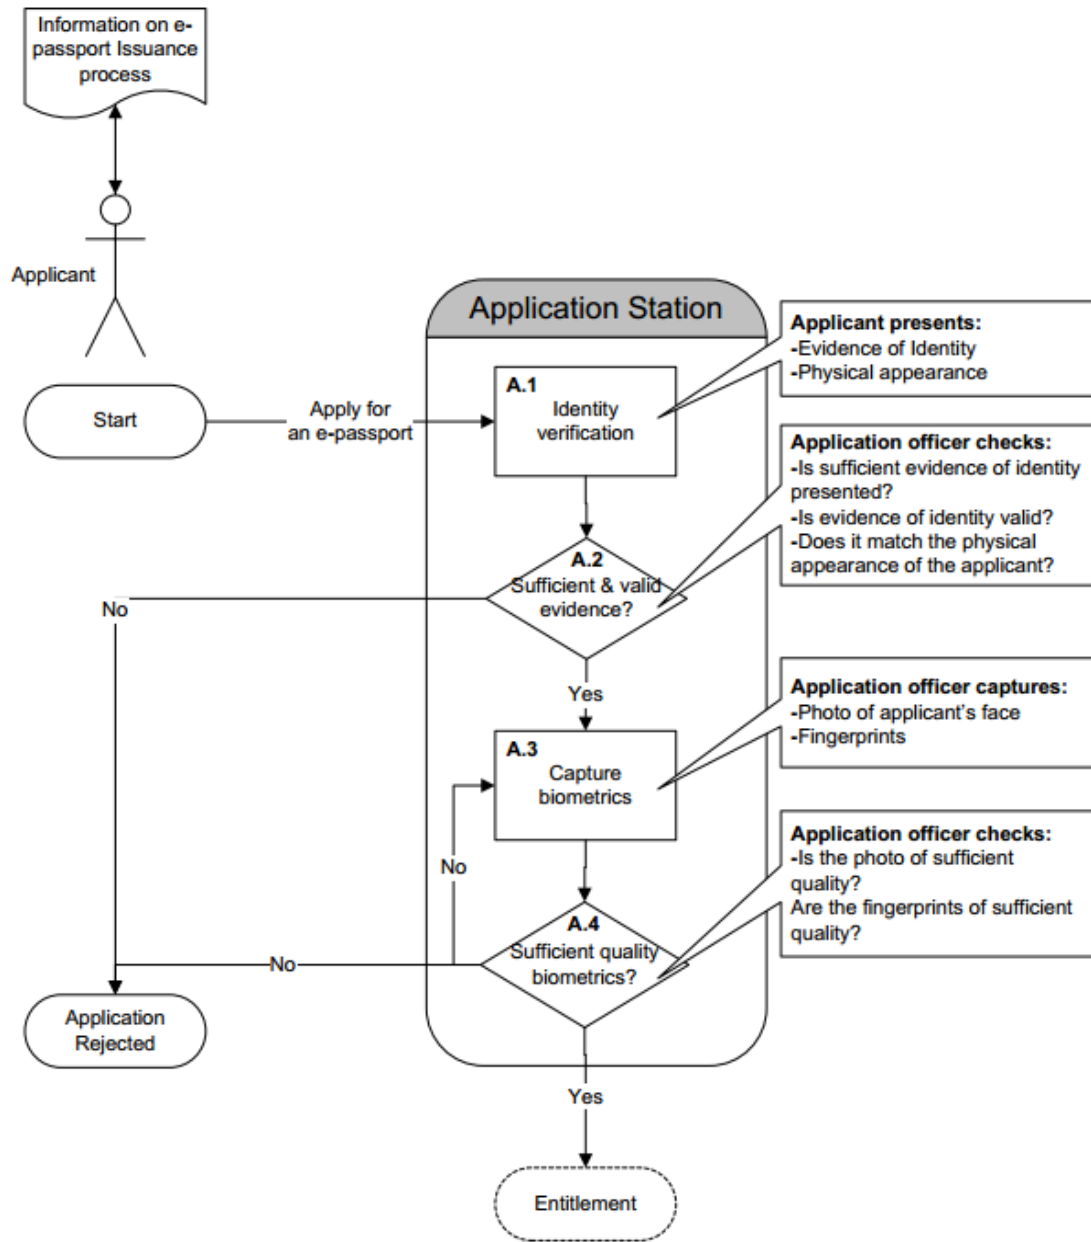 Information on e-
passport Issuance
process
Applicant
Start
Apply for
an e-passport
Application Station
A.1
Identity
verification
Applicant presents:
-Evidence of Identity
-Physical appearance
Application officer checks:
-Is sufficient evidence of identity
presented?
-Is evidence of identity valid?
-Does it match the physical
appearance of the applicant?
A.2
Sufficient & valid
evidence?
No
Yes
Application officer captures:
-Photo of applicant's face
-Fingerprints
A.3
Capture
biometrics
No
Application officer checks:
-Is the photo of sufficient
quality?
Are the fingerprints of sufficient
quality?
A.4
Sufficient quality
biometrics?
No
Application
Rejected
Yes
Entitlement